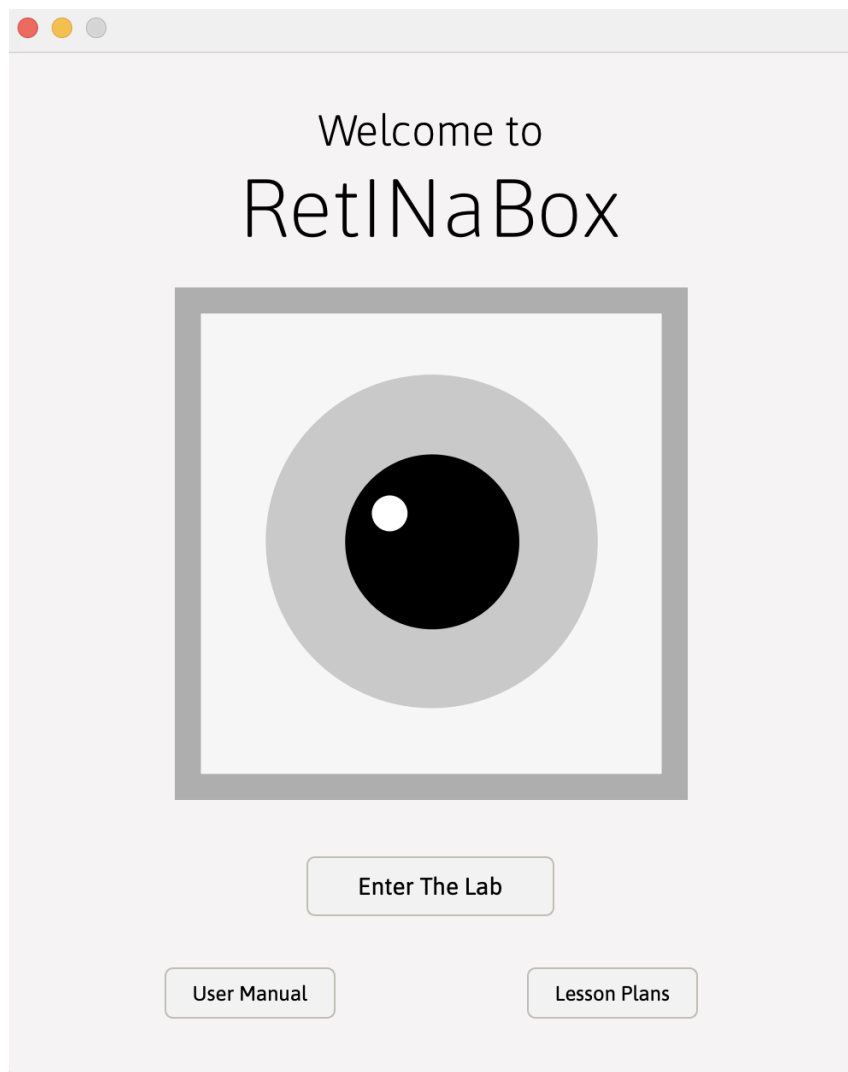 Welcome to
RetINaBox
Enter The Lab
User Manual
Lesson Plans